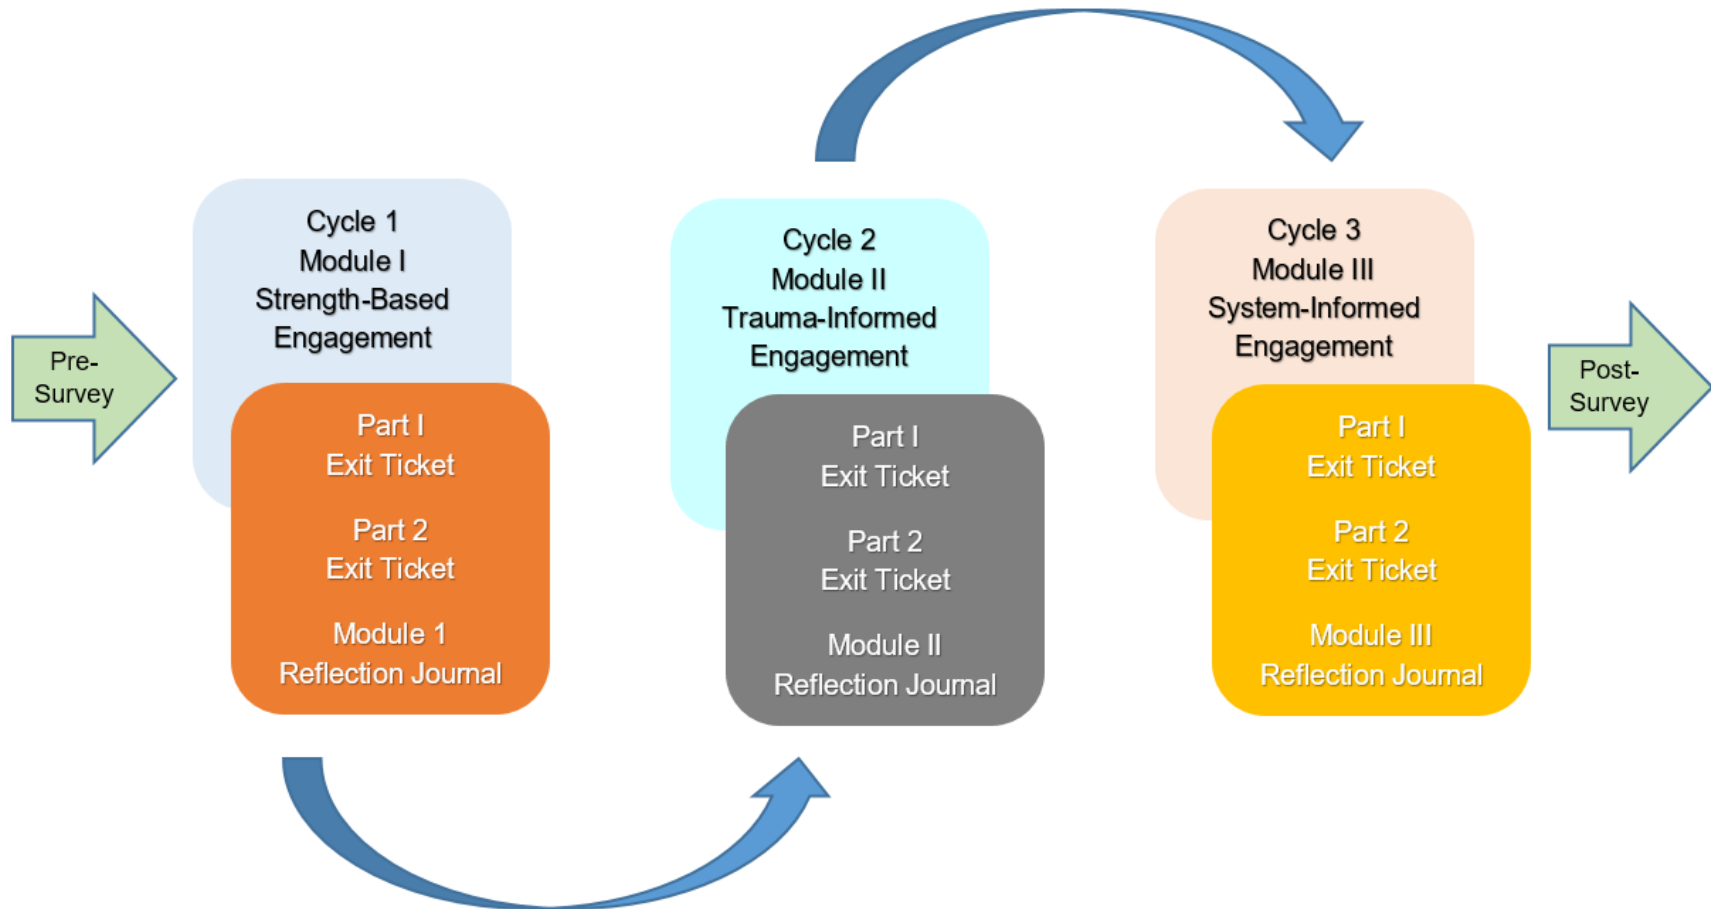 Pre-
Survey
Cycle 1
Module I
Strength-Based
Engagement
Part I
Exit Ticket
Part 2
Exit Ticket
Module 1
Reflection Journal
Cycle 2
Module II
Trauma-Informed
Engagement
Part I
Exit Ticket
Part 2
Exit Ticket
Module II
Reflection Journal
Cycle 3
Module III
System-Informed
Engagement
Part I
Exit Ticket
Part 2
Exit Ticket
Module III
Reflection Journal
Post-
Survey